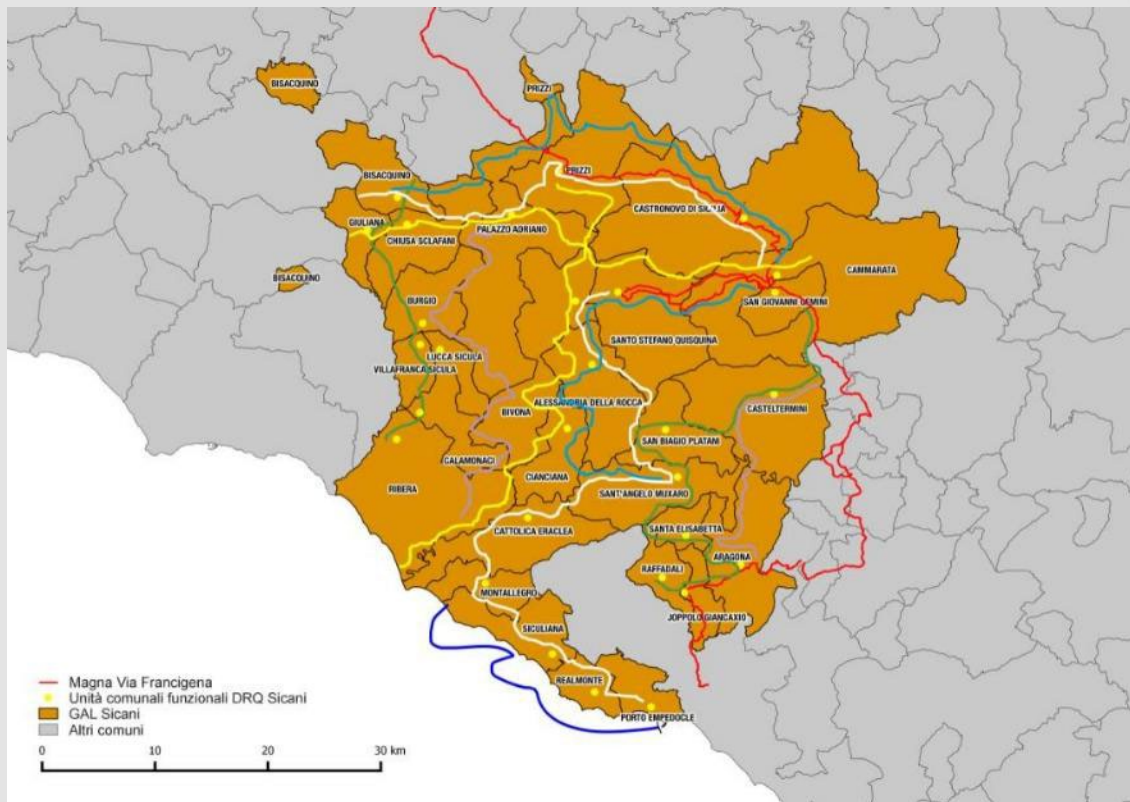 BISACQUINO
PRIZZI
BISACQUINO
PRIZZI
CASTRONOVO DI SICILIA
GIULIANA
CHIUSA SCLAFANI
PALAZZO ADRIANO
BISACQUINO
CAMMARATA
BURGIO
SAN GIOVANNI GEMINI
LUCCA SICULA
SANTO STEFANO QUISQUINA
VILLAFRANCA SICULA
BIVONA
ALESSANDRIA DELLA ROCCA
CASTELTERMINI
SAN BIAGIO PLATANI
CALAMONACI
CIANCIANA
RIBERA
SANT'ANGELO MUXARO
CATTOLICA ERACLEA
SANTA ELISABETTA
ARAGONA
RAFFADALI
MONTALLEGRO
JOPPOLO GIANCAXIO
SICULIANA
REALMONTE
PORTO EMPEDOCLE
Magna Via Francigena
Unità comunali funzionali DRQ Sicani
GAL Sicani
Altri comuni
0 10 20 30 km